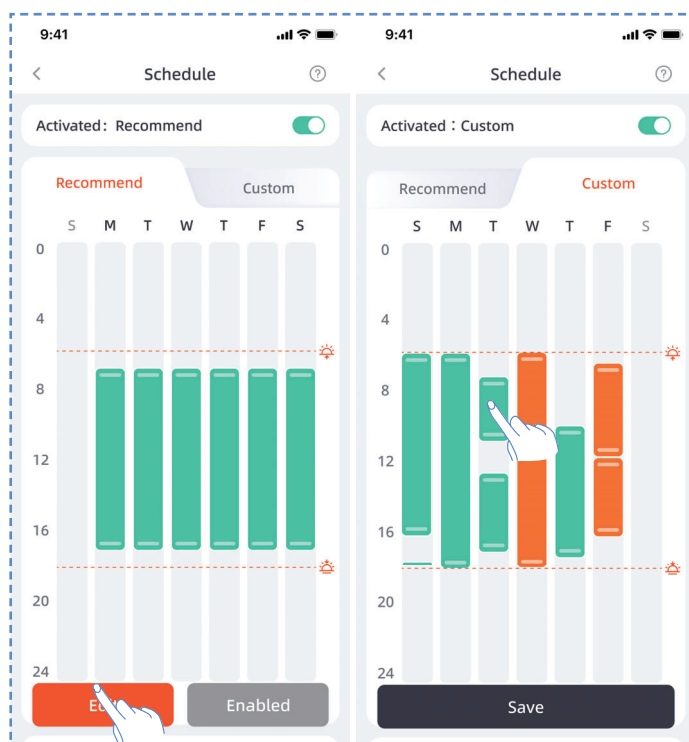 9:41
Schedule
Activated: Recommend
Recommend
Custom
S M T W T F S
0
4
8
12
16
20
24
Enabled
9:41
Schedule
Activated : Custom
Recommend
Custom
S M T W T F S
0
4
8
12
16
20
24
Save